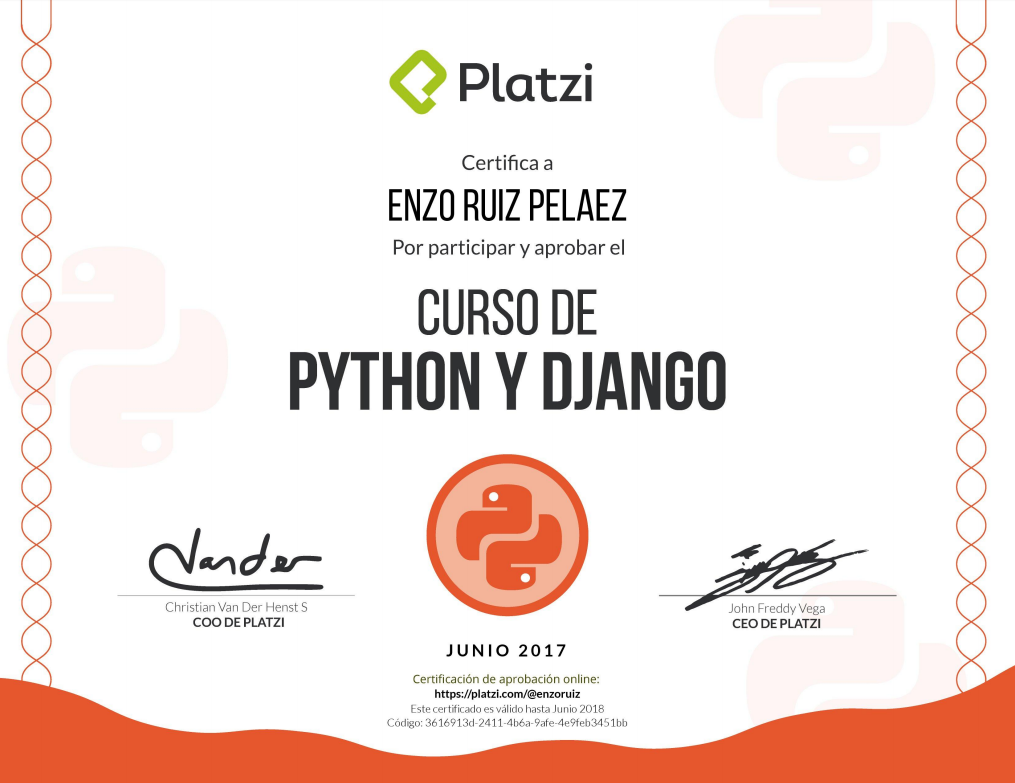 Platzi
Certifica a
ENZO RUIZ PELAEZ
Por participar y aprobar el
CURSO DE
PYTHON Y DJANGO
Vander
Christian Van Der Henst S
COO DE PLATZI
John Freddy Vega
CEO DE PLATZI
JUNIO 2017
Certificación de aprobación online:
https://platzi.com/@enzoruiz
Este certificado es válido hasta Junio 2018
Código: 3616913d-2411-4b6a-9afe-4e9feb3451bb